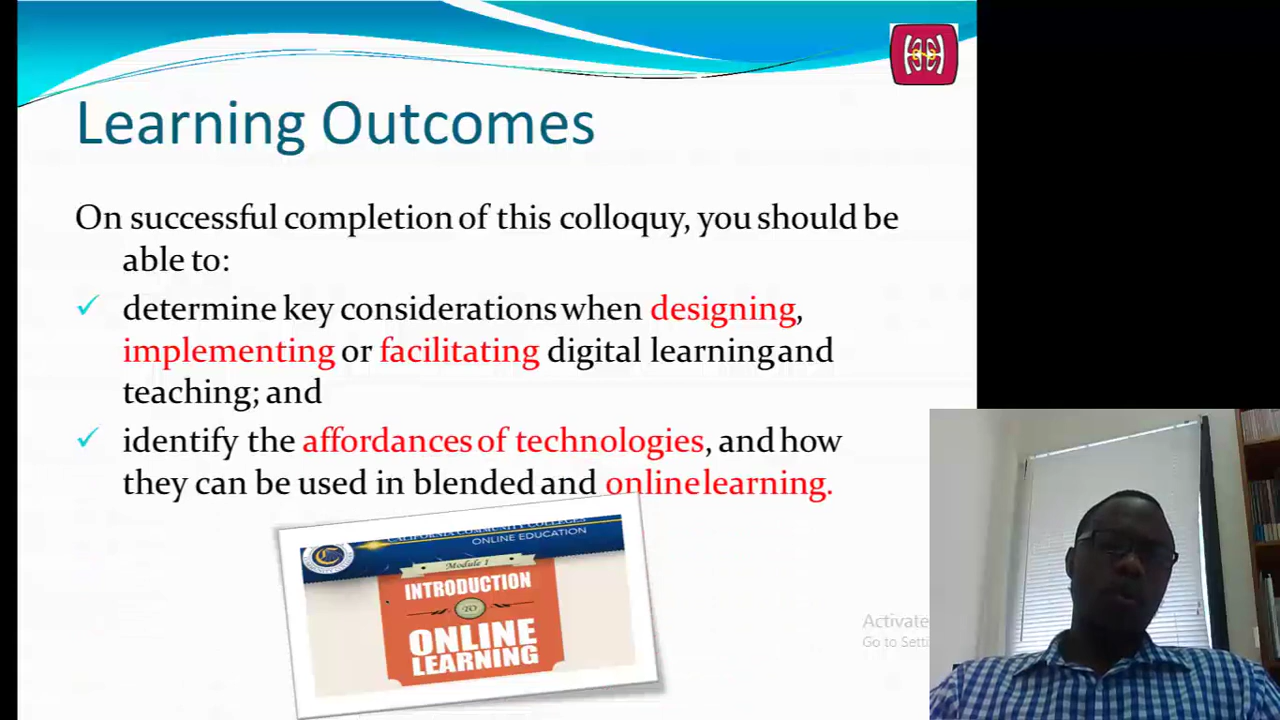 Learning Outcomes
On successful completion of this colloquy, you should be
able to:
determine key considerations when designing,
implementing or facilitating digital learning and
teaching; and
identify the affordances of technologies, and how
they can be used in blended and online learning.
CALIFORNIA COMMUNITY COLLEGES
ONLINE EDUCATION
Module 1
INTRODUCTION
TO
ONLINE
LEARNING
Activate
Go to Setti